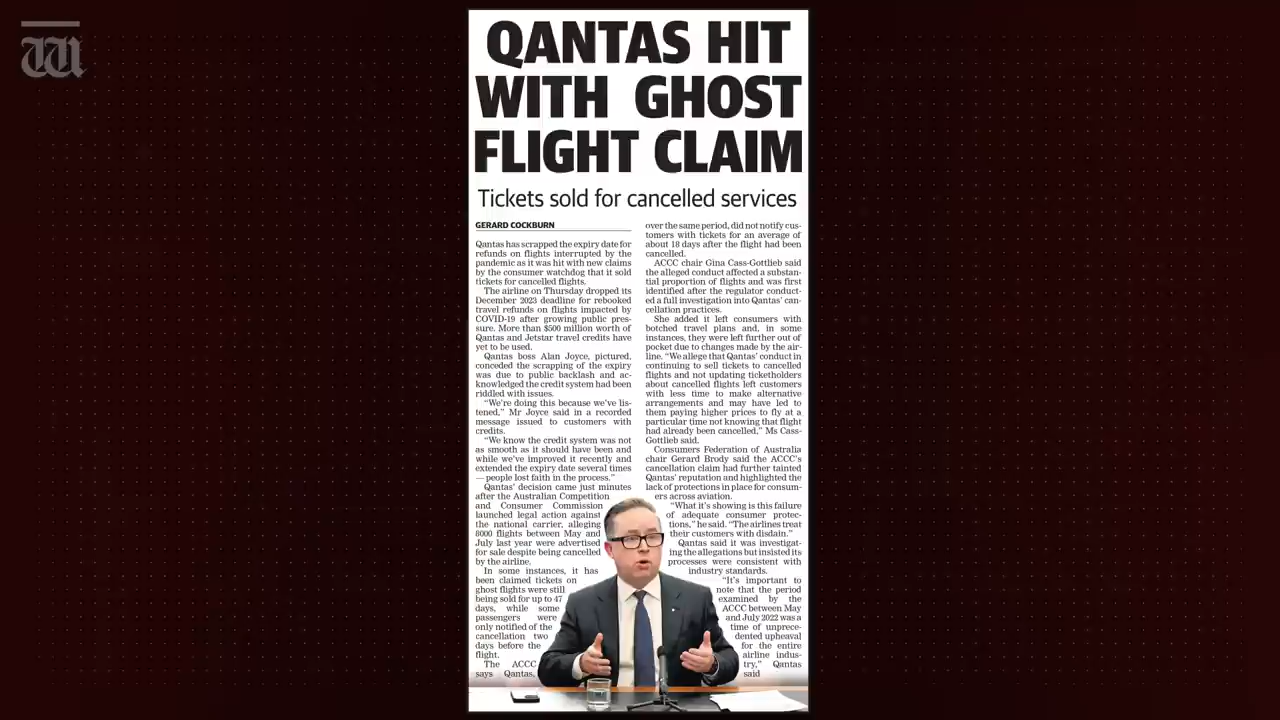 W
QANTAS HIT
WITH GHOST
FLIGHT CLAIM
Tickets sold for cancelled services
GERARD COCKBURN
Qantas has scrapped the expiry date for
refunds on flights interrupted by the
pandemic as it was hit with new claims
by the consumer watchdog that it sold
tickets for cancelled flights.
The airline on Thursday dropped its
December 2023 deadline for rebooked
travel refunds on flights impacted by
COVID-19 after growing public pres-
sure. More than $500 million worth of
Qantas and Jetstar travel credits have
yet to be used.
Qantas boss Alan Joyce, pictured,
conceded the scrapping of the expiry
was due to public backlash and ac-
knowledged the credit system had been
riddled with issues.
“We’re doing this because we’ve lis-
tened,” Mr Joyce said in a recorded
message issued to customers with
credits.
“We know the credit system was not
as smooth as it should have been and
while we’ve improved it recently and
extended the expiry date several times
— people lost faith in the process.”
Qantas’ decision came just minutes
after the Australian Competition
and Consumer Commission
launched legal action against
the national carrier, alleging
8000 flights between May and
July last year were advertised
for sale despite being cancelled
by the airline.
In some instances, it has
been claimed tickets on
ghost flights were still
being sold for up to 47
days, while some
passengers were
only notified of the
cancellation two
days before the
flight.
The ACCC
says Qantas,
over the same period, did not notify cus-
tomers with tickets for an average of
about 18 days after the flight had been
cancelled.
ACCC chair Gina Cass-Gottlieb said
the alleged conduct affected a substan-
tial proportion of flights and was first
identified after the regulator conduct-
ed a full investigation into Qantas’ can-
cellation practices.
She added it left consumers with
botched travel plans and, in some
instances, they were left further out of
pocket due to changes made by the air-
line. “We allege that Qantas’ conduct in
continuing to sell tickets to cancelled
flights and not updating ticketholders
about cancelled flights left customers
with less time to make alternative
arrangements and may have led to
them paying higher prices to fly at a
particular time not knowing that flight
had already been cancelled,” Ms Cass-
Gottlieb said.
Consumers Federation of Australia
chair Gerard Brody said the ACCC’s
cancellation claim had further tainted
Qantas’ reputation and highlighted the
lack of protections in place for consum-
ers across aviation.
“What it’s showing is this failure
of adequate consumer protec-
tions,” he said. “The airlines treat
their customers with disdain.”
Qantas said it was investigat-
ing the allegations but insisted its
processes were consistent with
industry standards.
“It’s important to
note that the period
examined by the
ACCC between May
and July 2022 was a
time of unprece-
dented upheaval
for the entire
airline indus-
try,” Qantas
said